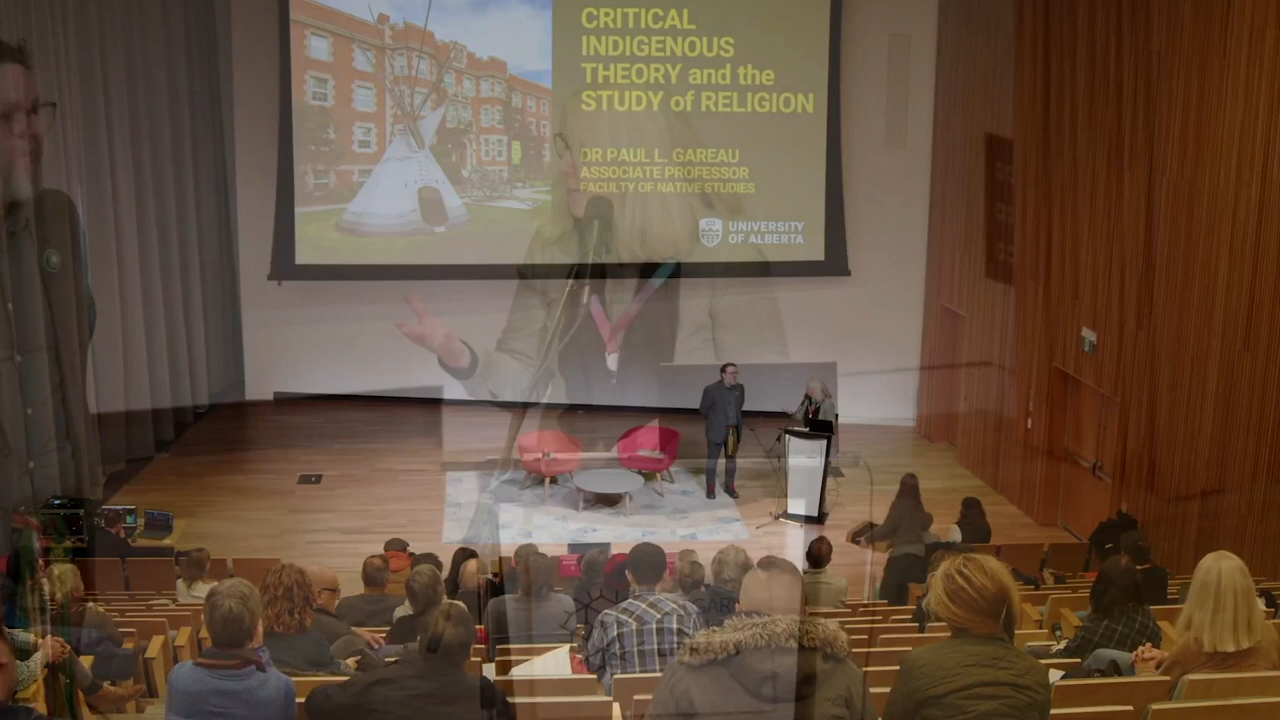 CRITICAL
INDIGENOUS
THEORY and the
STUDY of RELIGION
DR PAUL L. GAREAU
ASSOCIATE PROFESSOR
FACULTY OF NATIVE STUDIES
UNIVERSITY
OF ALBERTA